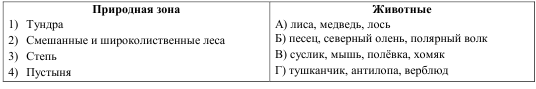 Природная зона Животные
1) Тундра А) лиса, медведь, лось
2) Смешанные и широколиственные леса Б) песец, северный олень, полярный волк
3) Степь В) суслик, мышь, полёвка, хомяк
4) Пустыня Г) тушканчик, антилопа, верблюд